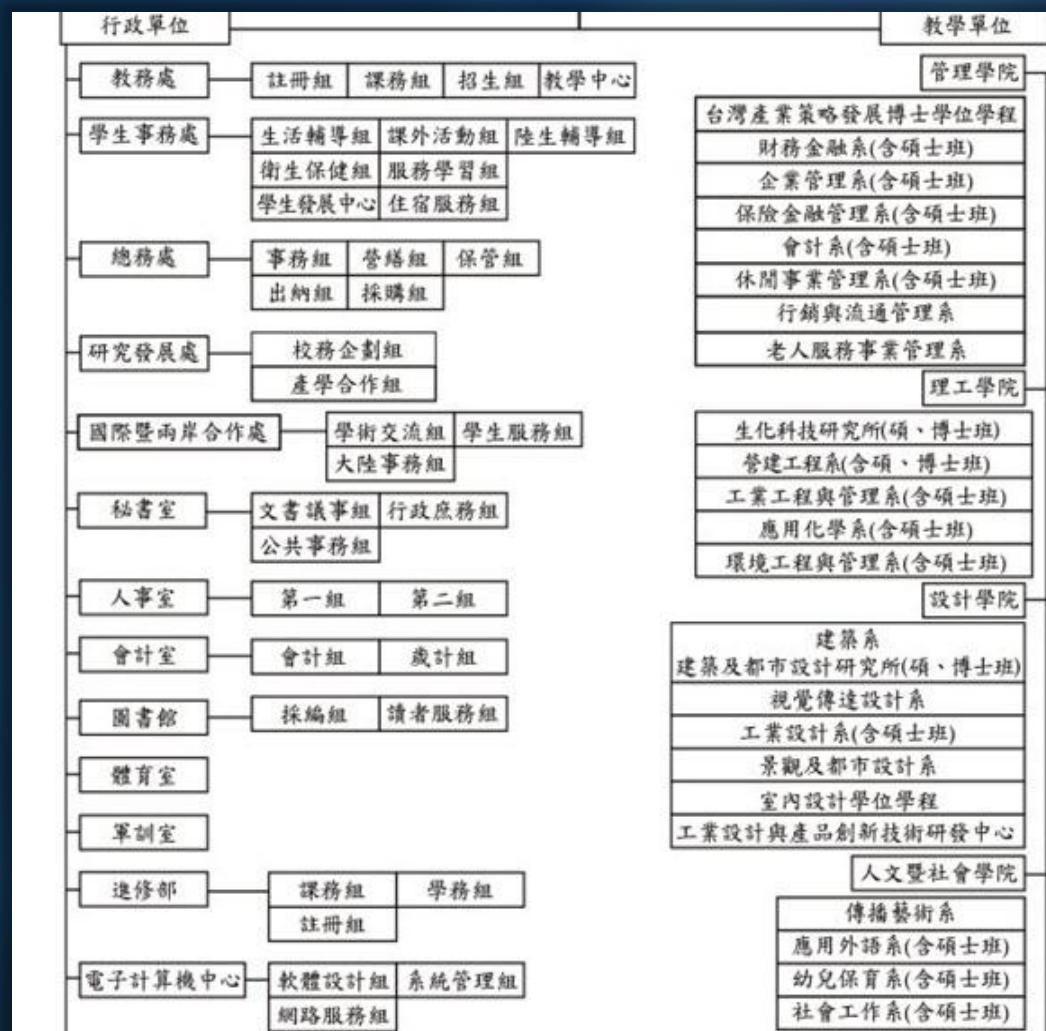 行政單位
教務處 註冊組 課務組 招生組 教學中心
學生事務處 生活輔導組 課外活動組 陸生輔導組
衛生保健組 服務學習組
學生發展中心 住宿服務組
總務處 事務組 營繕組 保管組
出納組 採購組
研究發展處 校務企劃組
產學合作組
國際暨兩岸合作處 學術交流組 學生服務組
大陸事務組
秘書室 文書議事組 行政庶務組
公共事務組
人事室 第一組 第二組
會計室 會計組 歲計組
圖書館 採編組 讀者服務組
體育室
軍訓室
進修部 課務組 學務組
註冊組
電子計算機中心 軟體設計組 系統管理組
網路服務組
教學單位
管理學院
台灣產業策略發展博士學位學程
財務金融系(含碩士班)
企業管理系(含碩士班)
保險金融管理系(含碩士班)
會計系(含碩士班)
休閒事業管理系(含碩士班)
行銷與流通管理系
老人服務事業管理系
理工學院
生化科技研究所(碩、博士班)
營建工程系(含碩、博士班)
工業工程與管理系(含碩士班)
應用化學系(含碩士班)
環境工程與管理系(含碩士班)
設計學院
建築系
建築及都市設計研究所(碩、博士班)
視覺傳達設計系
工業設計系(含碩士班)
景觀及都市設計系
室內設計學位學程
工業設計與產品創新技術研發中心
人文暨社會學院
傳播藝術系
應用外語系(含碩士班)
幼兒保育系(含碩士班)
社會工作系(含碩士班)